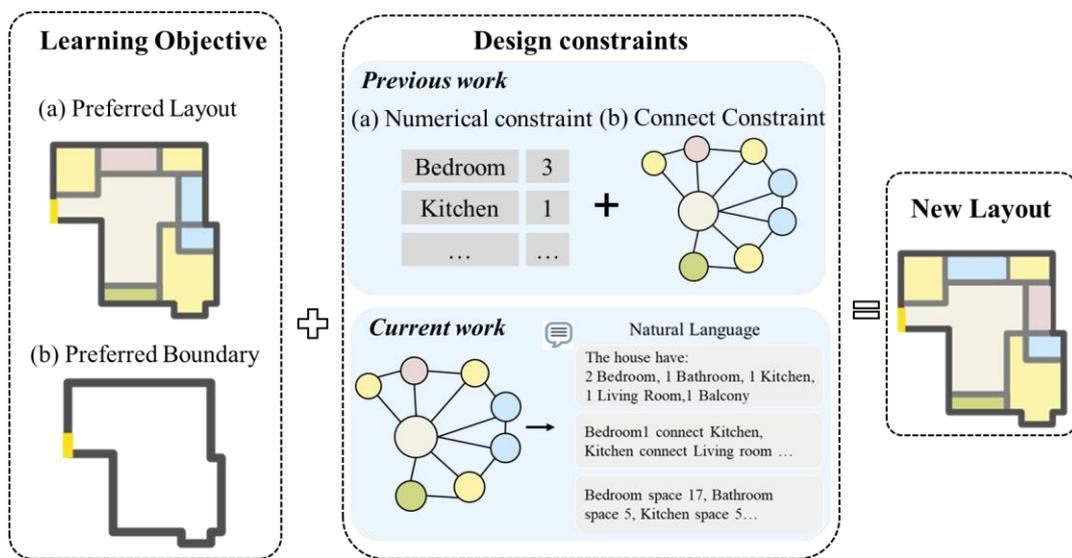 Learning Objective
(a) Preferred Layout
(b) Preferred Boundary
Design constraints
Previous work
(a) Numerical constraint
(b) Connect Constraint
Bedroom 3
Kitchen 1
… …
+
Current work
Natural Language
The house have:
2 Bedroom, 1 Bathroom, 1 Kitchen,
1 Living Room,1 Balcony
Bedroom1 connect Kitchen,
Kitchen connect Living room …
Bedroom space 17, Bathroom
space 5, Kitchen space 5…
New Layout